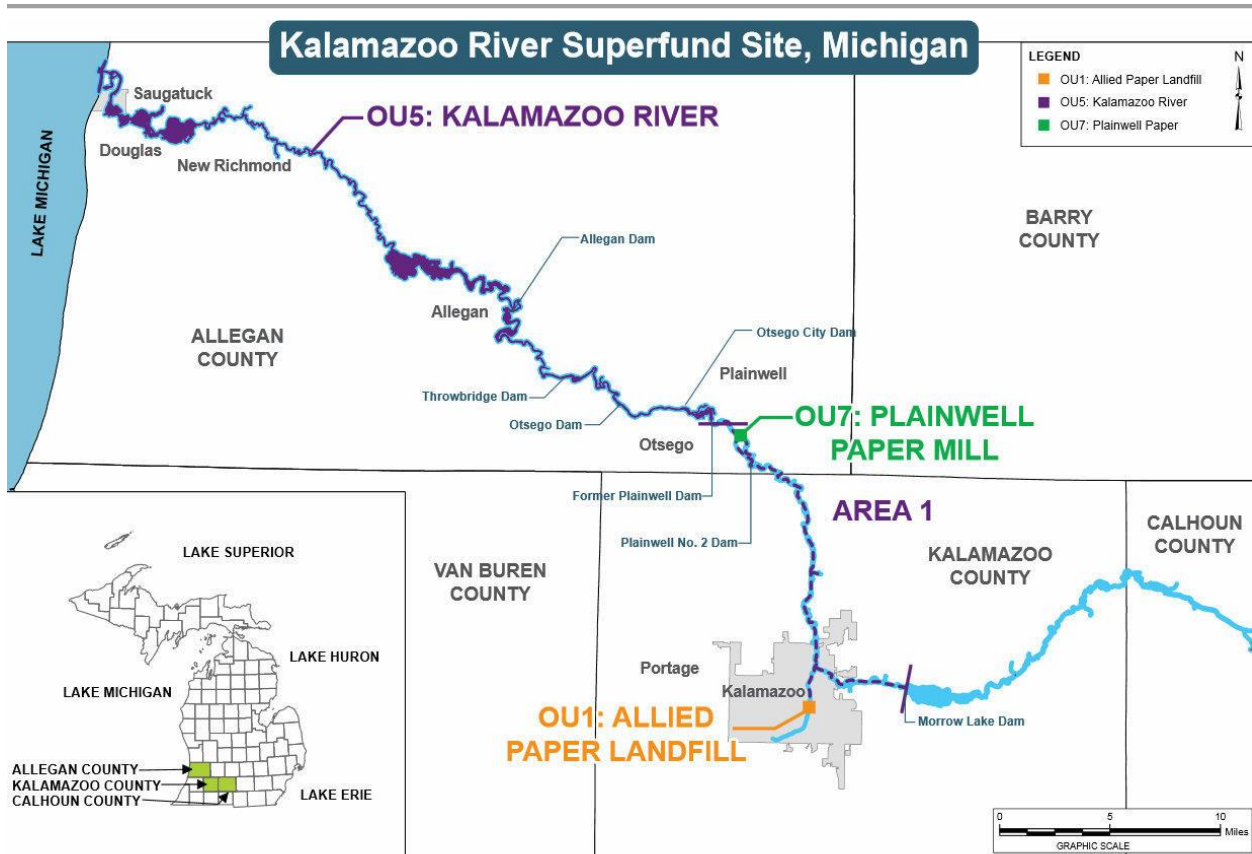 Kalamazoo River Superfund Site, Michigan
LEGEND
OU1: Allied Paper Landfill
OU5: Kalamazoo River
OU7: Plainwell Paper
N
Saugatuck
OU5: KALAMAZOO RIVER
Douglas
New Richmond
LAKE MICHIGAN
BARRY
COUNTY
Allegan Dam
Allegan
ALLEGAN
COUNTY
Otsego City Dam
Plainwell
Throwbridge Dam
Otsego Dam
OU7: PLAINWELL
PAPER MILL
Otsego
Former Plainwell Dam
AREA 1
Plainwell No. 2 Dam
CALHOUN
COUNTY
KALAMAZOO
COUNTY
VAN BUREN
COUNTY
LAKE SUPERIOR
LAKE HURON
LAKE MICHIGAN
Portage
Kalamazoo
OU1: ALLIED
PAPER LANDFILL
Morrow Lake Dam
ALLEGAN COUNTY
KALAMAZOO COUNTY
CALHOUN COUNTY
LAKE ERIE
0 5 10
Miles
GRAPHIC SCALE